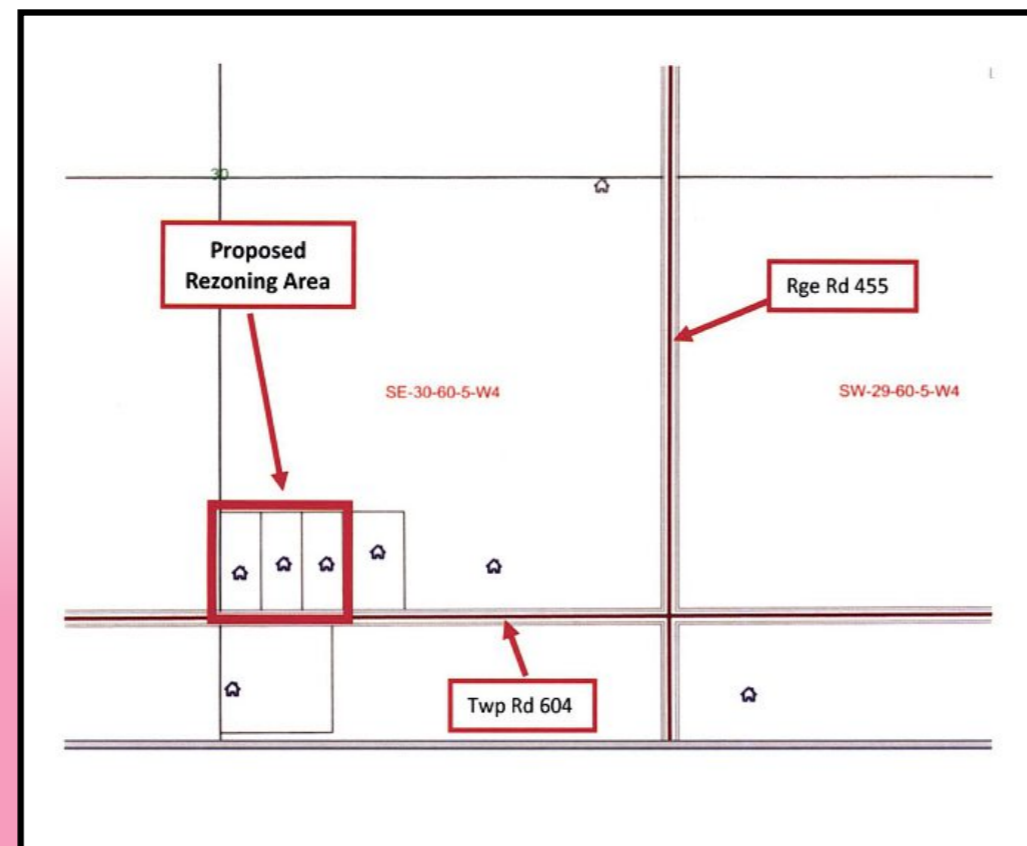 L
30
Proposed
Rezoning Area
Rge Rd 455
SE-30-60-5-W4
SW-29-60-5-W4
Twp Rd 604